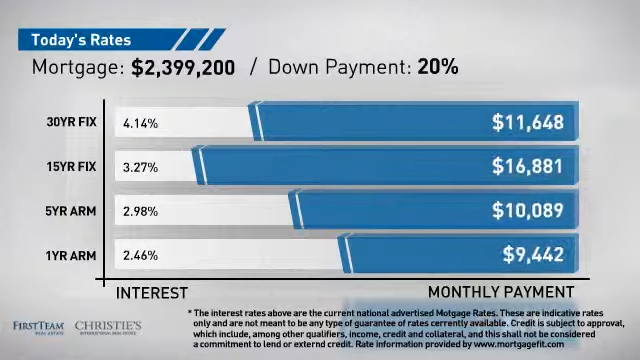 Today's Rates
Mortgage: $2,399,200 / Down Payment: 20%
30YR FIX 4.14% $11,648
15YR FIX 3.27% $16,881
5YR ARM 2.98% $10,089
1YR ARM 2.46% $9,442
INTEREST MONTHLY PAYMENT
* The interest rates above are the current national advertised Motgage Rates. These are indicative rates
only and are not meant to be any type of guarantee of rates cerrently available. Credit is subject to approval,
which include, among other qualifiers, income, credit and collateral, and this shall not be considered
a commitment to lend or externd credit. Rate information provided by www.mortgagefit.com
FIRSTTEAM CHRISTIE'S
REAL ESTATE INTERNATIONAL REAL ESTATE